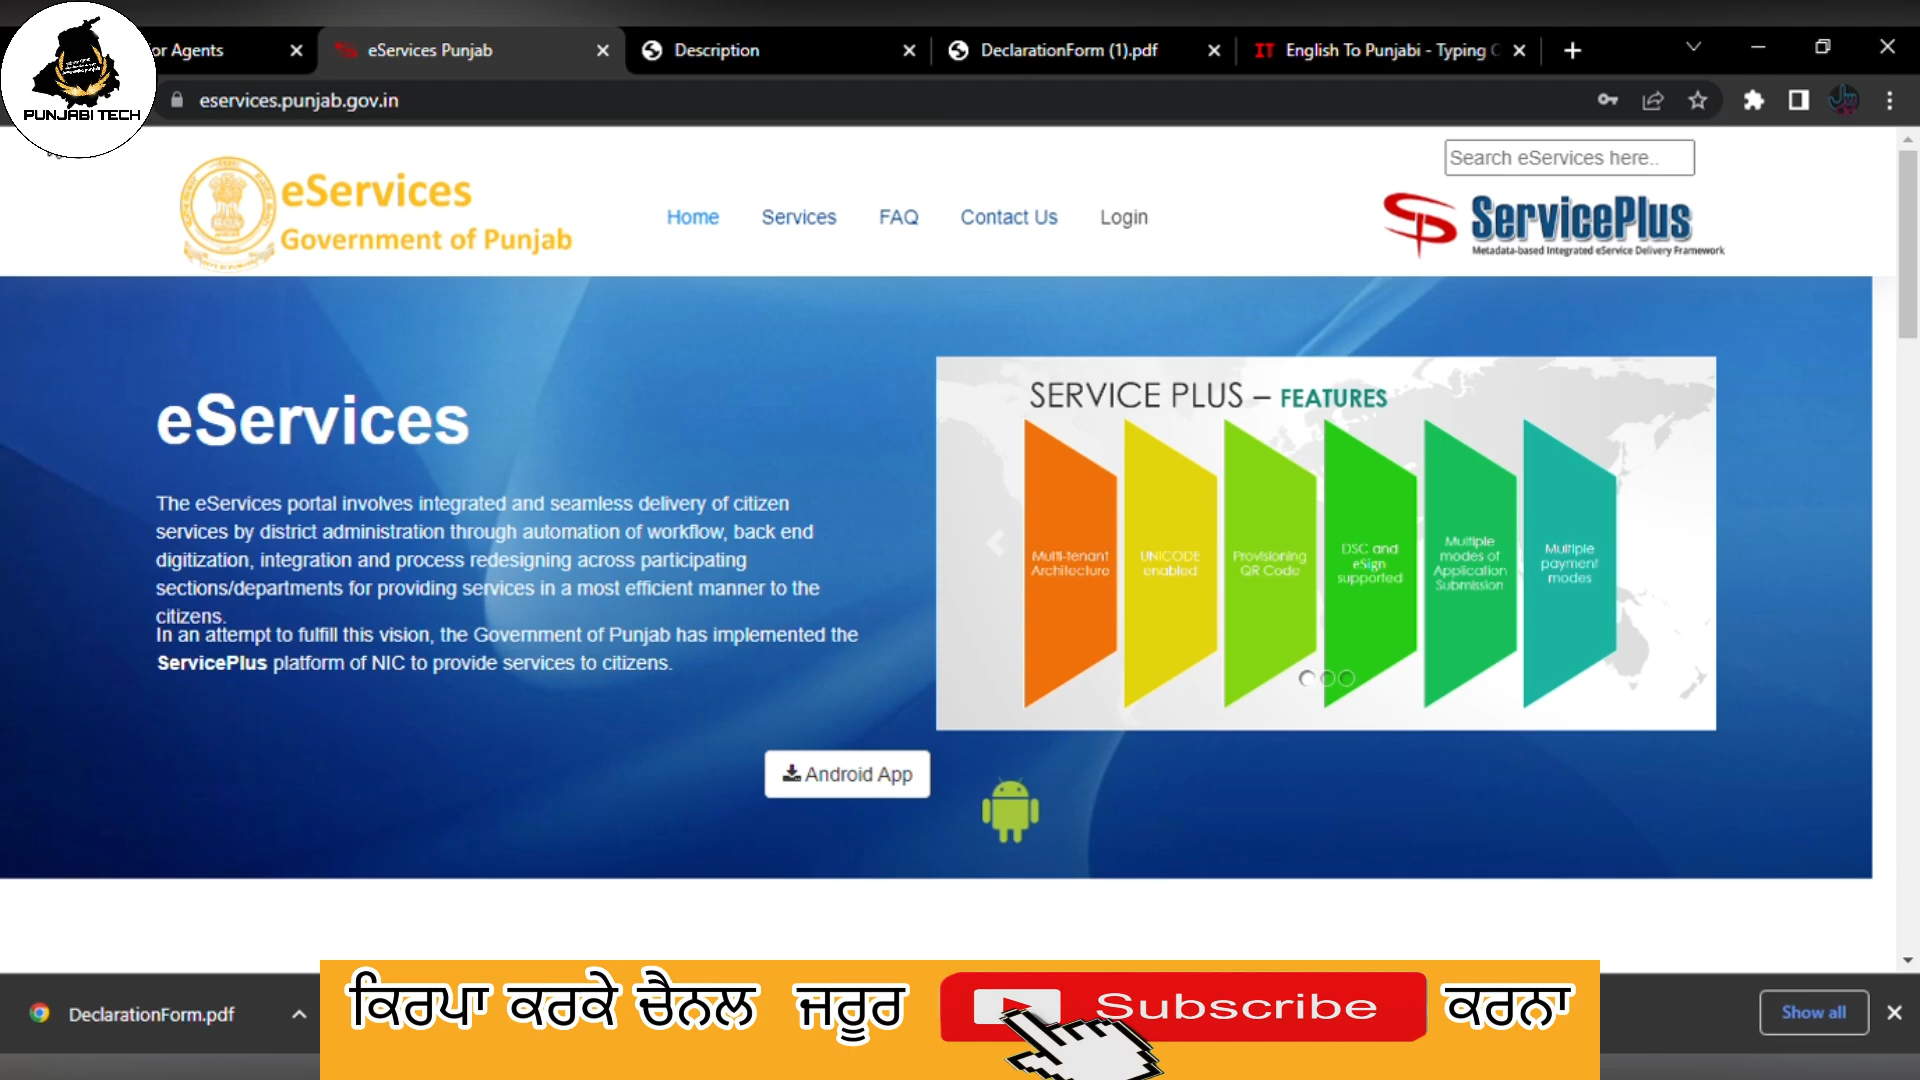 or Agents
eServices Punjab
Description
DeclarationForm (1).pdf
English To Punjabi - Typing
PUNJABI TECH
eservices.punjab.gov.in
Search eServices here..
eServices
Government of Punjab
Home
Services
FAQ
Contact Us
Login
ServicePlus
Metadata-based Integrated eService Delivery Framework
eServices
The eServices portal involves integrated and seamless delivery of citizen
services by district administration through automation of workflow, back end
digitization, integration and process redesigning across participating
sections/departments for providing services in a most efficient manner to the
citizens.
In an attempt to fulfill this vision, the Government of Punjab has implemented the
ServicePlus platform of NIC to provide services to citizens.
SERVICE PLUS – FEATURES
Multi-tenant
Architecture
UNICODE
enabled
Provisioning
QR Code
DSC and
eSign
supported
Multiple
modes of
Application
Submission
Multiple
payment
modes
Android App
DeclarationForm.pdf
ਕਿਰਪਾ ਕਰਕੇ ਚੈਨਲ ਜਰੂਰ Subscribe ਕਰਨਾ
Show all